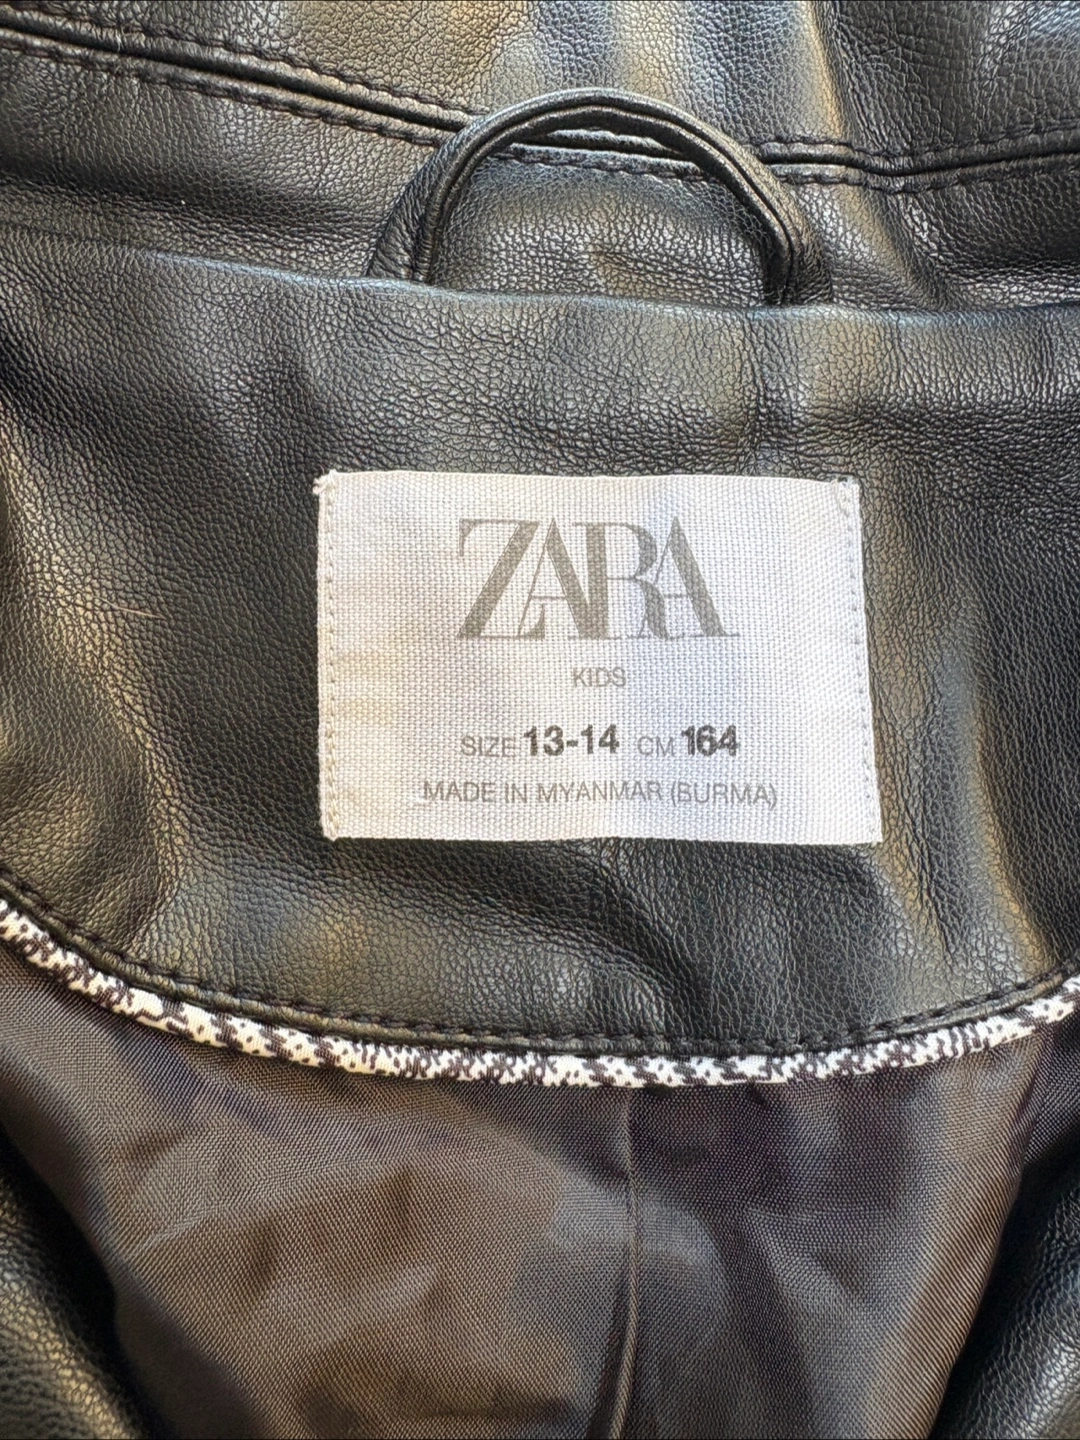 ZARA
KIDS
SIZE 13-14 CM 164
MADE IN MYANMAR (BURMA)